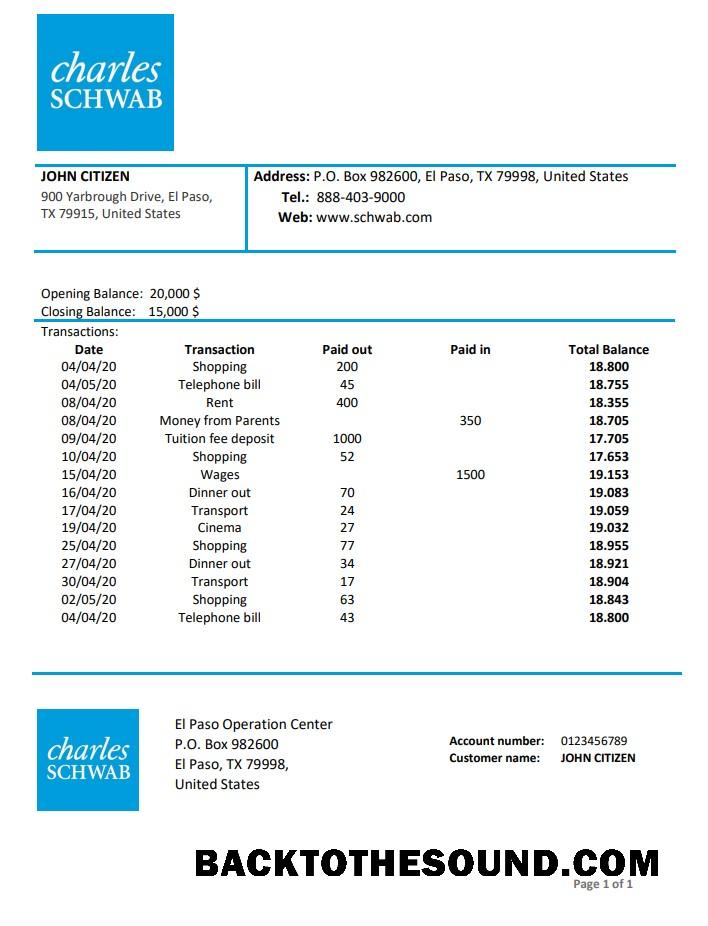 charles
SCHWAB
JOHN CITIZEN
900 Yarbrough Drive, El Paso,
TX 79915, United States
Address: P.O. Box 982600, El Paso, TX 79998, United States
Tel.: 888-403-9000
Web: www.schwab.com
Opening Balance: 20,000 $
Closing Balance: 15,000 $
Transactions:
Date Transaction Paid out Paid in Total Balance
04/04/20 Shopping 200 18.800
04/05/20 Telephone bill 45 18.755
08/04/20 Rent 400 18.355
08/04/20 Money from Parents 350 18.705
09/04/20 Tuition fee deposit 1000 17.705
10/04/20 Shopping 52 17.653
15/04/20 Wages 1500 19.153
16/04/20 Dinner out 70 19.083
17/04/20 Transport 24 19.059
19/04/20 Cinema 27 19.032
25/04/20 Shopping 77 18.955
27/04/20 Dinner out 34 18.921
30/04/20 Transport 17 18.904
02/05/20 Shopping 63 18.843
04/04/20 Telephone bill 43 18.800
charles
SCHWAB
El Paso Operation Center
P.O. Box 982600
El Paso, TX 79998,
United States
Account number: 0123456789
Customer name: JOHN CITIZEN
BACKTOTHESOUND.COM
Page 1 of 1